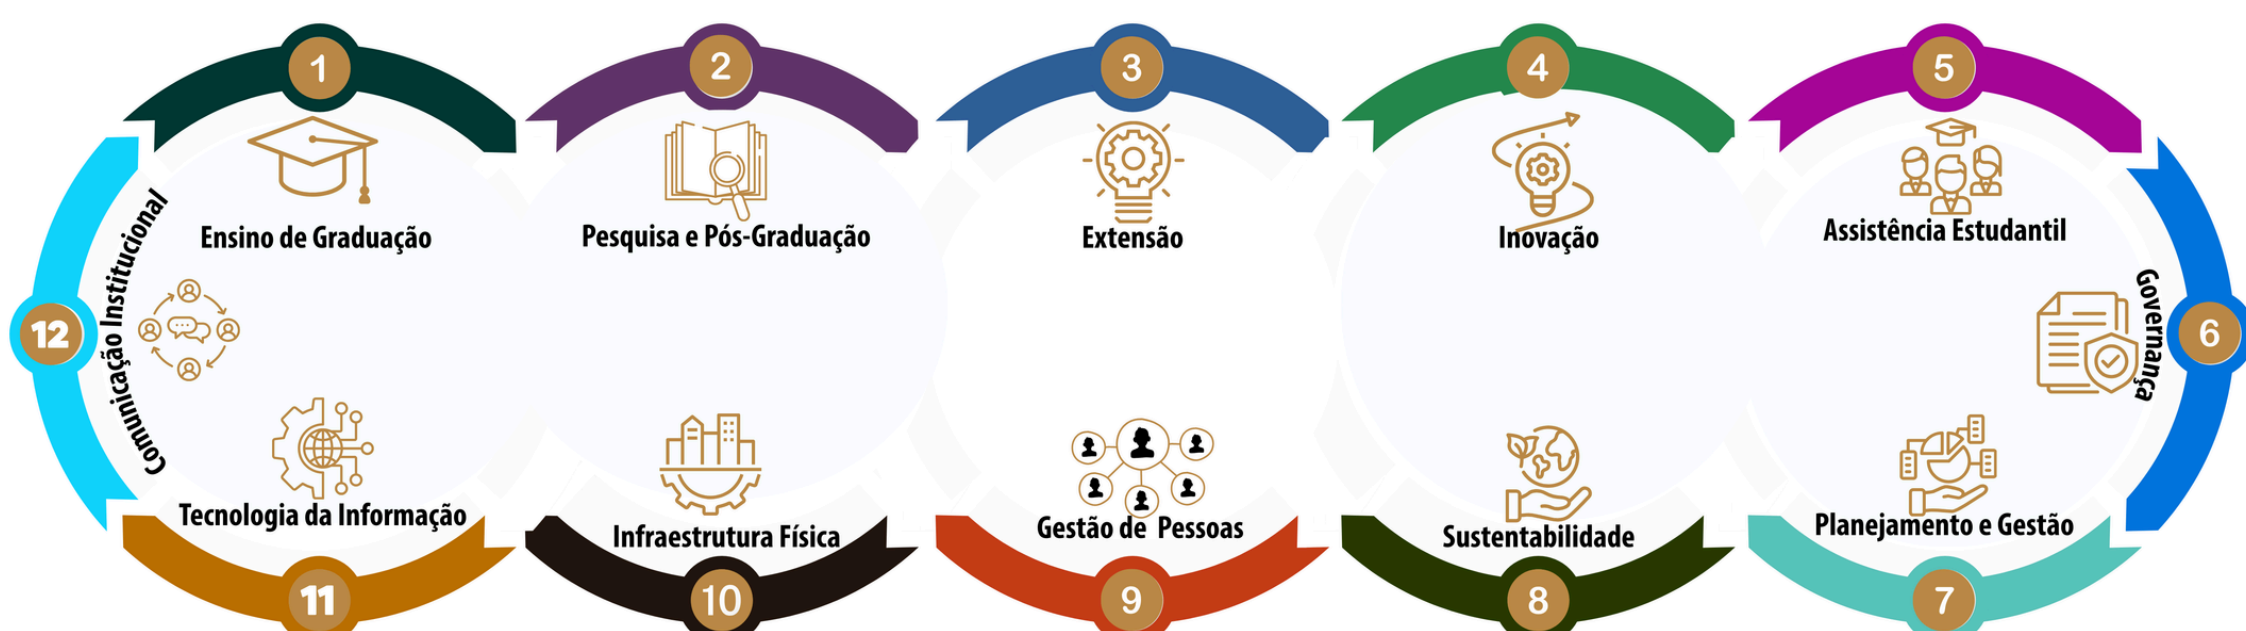 1
Ensino de Graduação
2
Pesquisa e Pós-Graduação
3
Extensão
4
Inovação
5
Assistência Estudantil
6
Governança
7
Planejamento e Gestão
8
Sustentabilidade
9
Gestão de Pessoas
10
Infraestrutura Física
11
Tecnologia da Informação
12
Comunicação Institucional